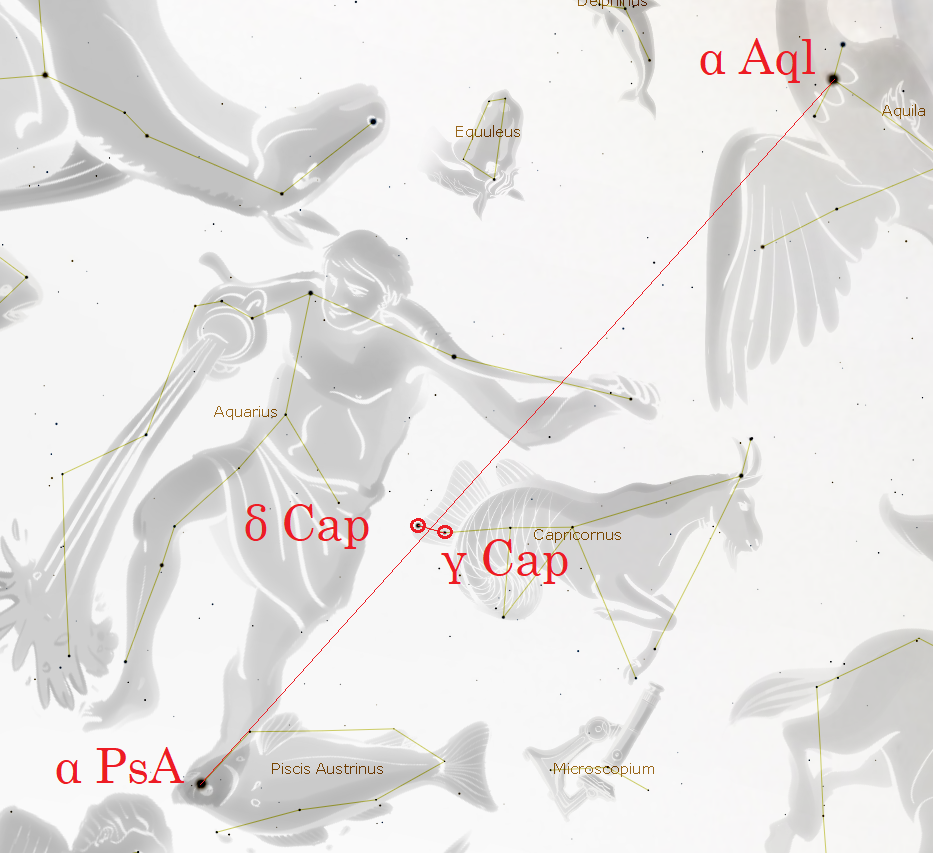 Delphinus
α Aql
Aquila
Equuleus
Aquarius
δ Cap
Capricornus
γ Cap
α PsA
Piscis Austrinus
Microscopium